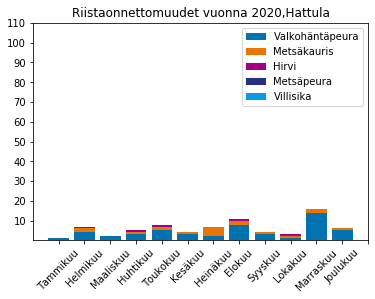 Riistaonnettomuudet vuonna 2020,Hattula
110
100
90
80
70
60
50
40
30
20
10
Valkohäntäpeura
Metsäkauris
Hirvi
Metsäpeura
Villisika
Tammikuu
Helmikuu
Maaliskuu
Huhtikuu
Toukokuu
Kesäkuu
Heinäkuu
Elokuu
Syyskuu
Lokakuu
Marraskuu
Joulukuu